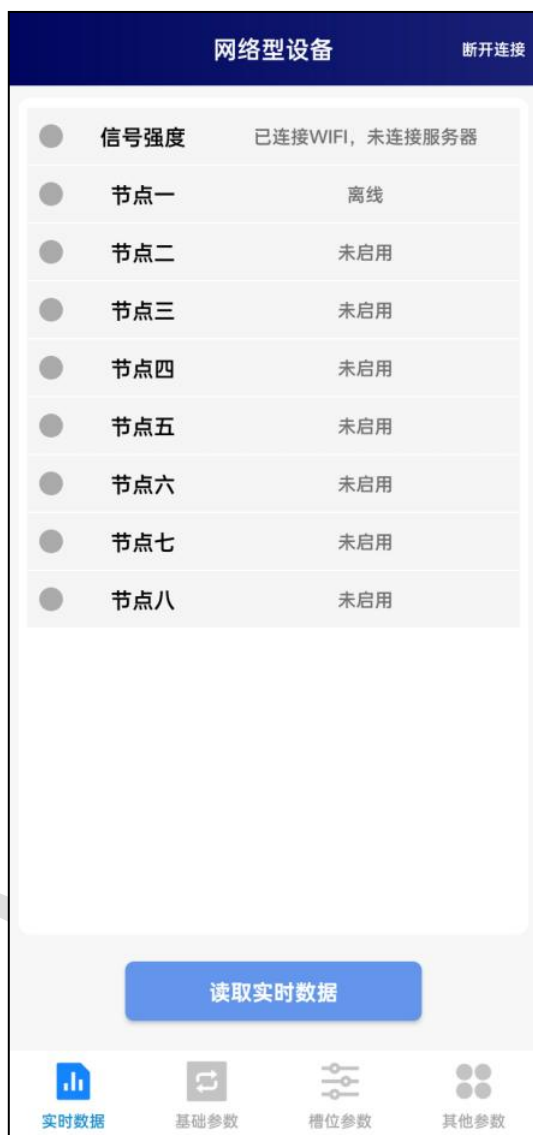 网络型设备 断开连接
信号强度 已连接WIFI，未连接服务器
节点一 离线
节点二 未启用
节点三 未启用
节点四 未启用
节点五 未启用
节点六 未启用
节点七 未启用
节点八 未启用
读取实时数据
实时数据 基础参数 槽位参数 其他参数